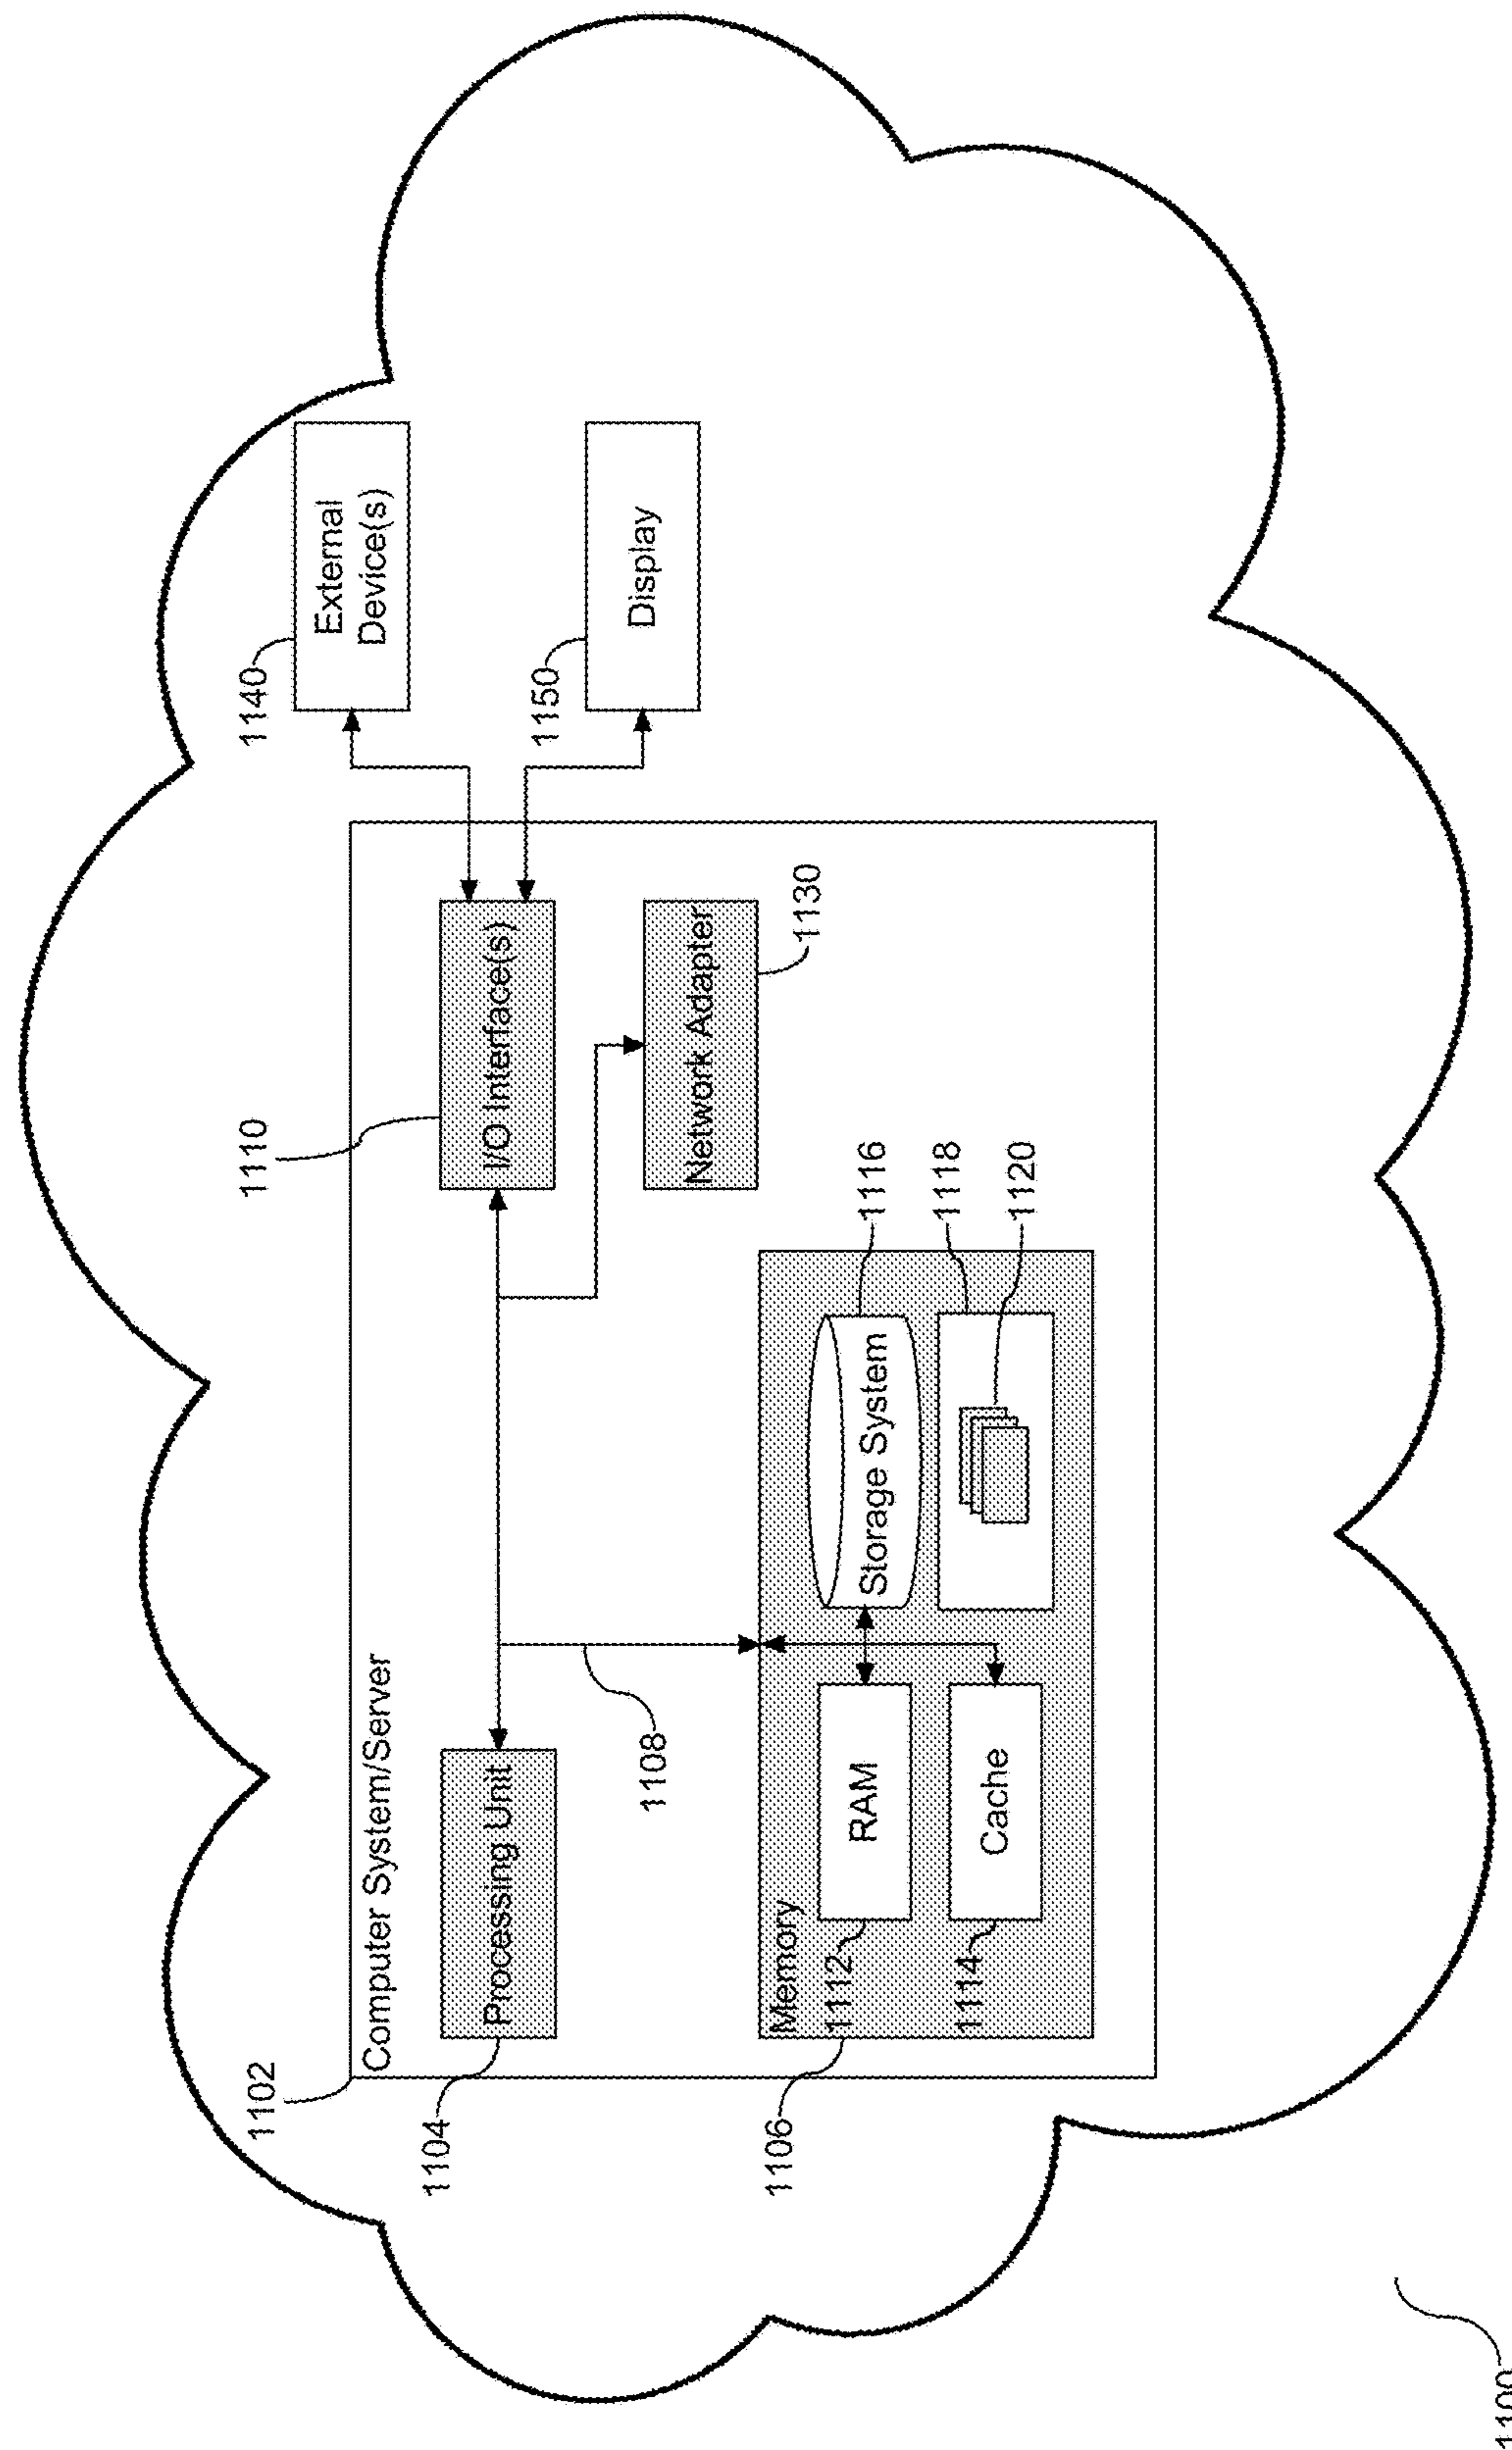 1102
Computer System/Server
1104
Processing Unit
1108
1110
I/O Interface(s)
1140
External
Device(s)
1150
Display
Network Adapter
1130
1106
Memory
1112
RAM
1114
Cache
Storage System
1116
1118
1120
1100